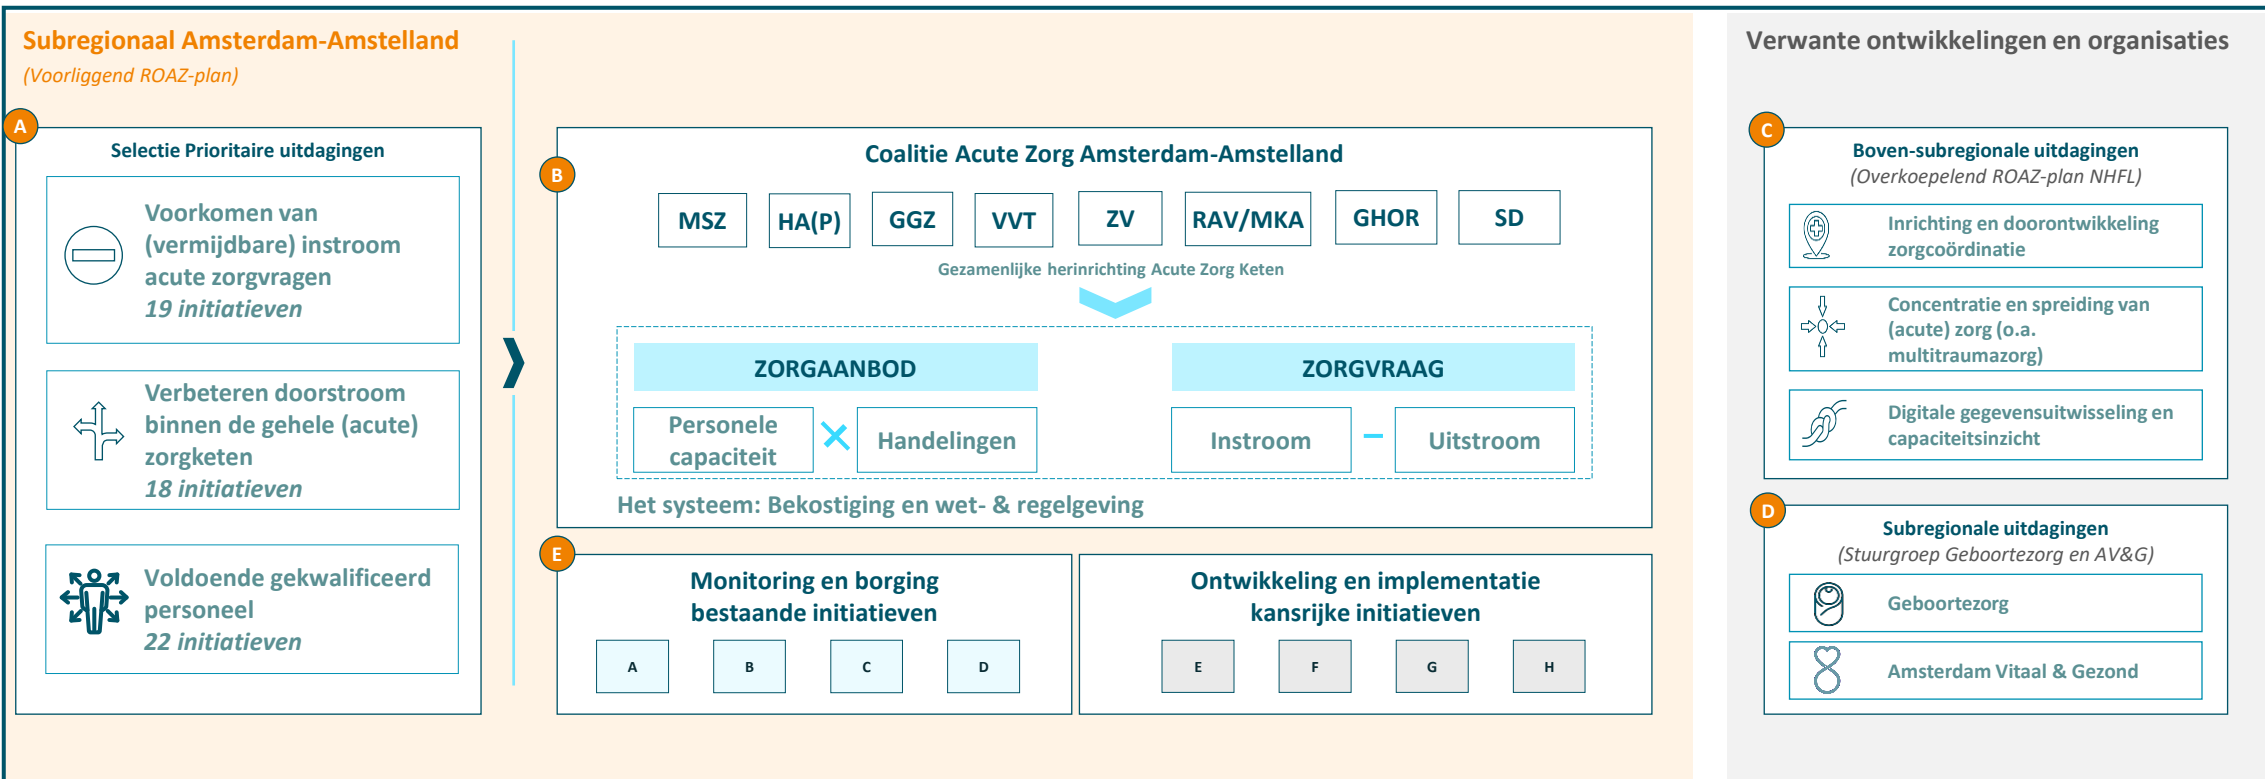 Subregionaal Amsterdam-Amstelland
(Voorliggend ROAZ-plan)
A
Selectie Prioritaire uitdagingen
Voorkomen van
(vermijdbare) instroom
acute zorgvragen
19 initiatieven
Verbeteren doorstroom
binnen de gehele (acute)
zorgketen
18 initiatieven
Voldoende gekwalificeerd
personeel
22 initiatieven
B
Coalitie Acute Zorg Amsterdam-Amstelland
MSZ
HA(P)
GGZ
VVT
ZV
RAV/MKA
GHOR
SD
Gezamenlijke herinrichting Acute Zorg Keten
ZORGAANBOD
Personele
capaciteit
Handelingen
ZORGVRAAG
Instroom
Uitstroom
Het systeem: Bekostiging en wet- & regelgeving
E
Monitoring en borging
bestaande initiatieven
A
B
C
D
Ontwikkeling en implementatie
kansrijke initiatieven
E
F
G
H
Verwante ontwikkelingen en organisaties
C
Boven-subregionale uitdagingen
(Overkoepelend ROAZ-plan NHFL)
Inrichting en doorontwikkeling
zorgcoördinatie
Concentratie en spreiding van
(acute) zorg (o.a.
multitraumazorg)
Digitale gegevensuitwisseling en
capaciteitsinzicht
D
Subregionale uitdagingen
(Stuurgroep Geboortezorg en AV&G)
Geboortezorg
Amsterdam Vitaal & Gezond